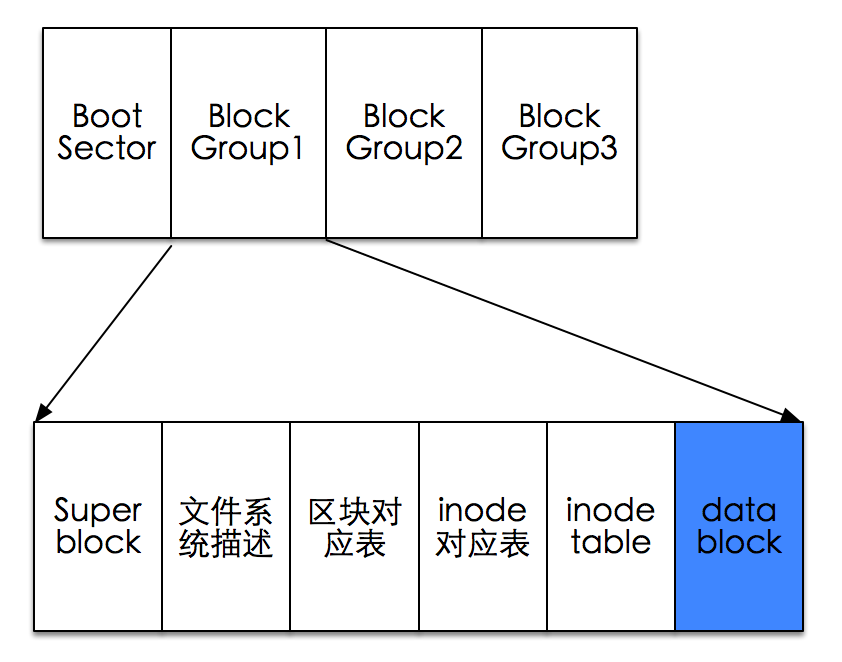 Boot
Sector
Block
Group1
Block
Group2
Block
Group3
Super
block
文件系
统描述
区块对
应表
inode
对应表
inode
table
data
block